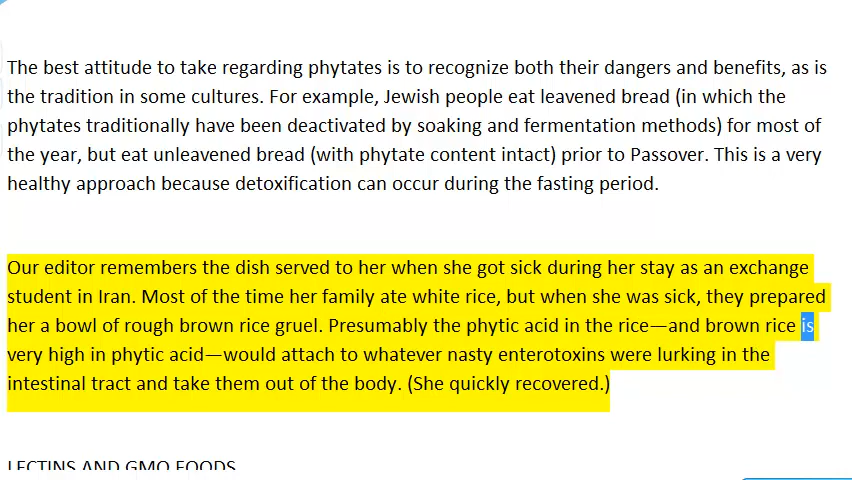 The best attitude to take regarding phytates is to recognize both their dangers and benefits, as is
the tradition in some cultures. For example, Jewish people eat leavened bread (in which the
phytates traditionally have been deactivated by soaking and fermentation methods) for most of
the year, but eat unleavened bread (with phytate content intact) prior to Passover. This is a very
healthy approach because detoxification can occur during the fasting period.
Our editor remembers the dish served to her when she got sick during her stay as an exchange
student in Iran. Most of the time her family ate white rice, but when she was sick, they prepared
her a bowl of rough brown rice gruel. Presumably the phytic acid in the rice—and brown rice is
very high in phytic acid—would attach to whatever nasty enterotoxins were lurking in the
intestinal tract and take them out of the body. (She quickly recovered.)
LECTINS AND GMO FOODS